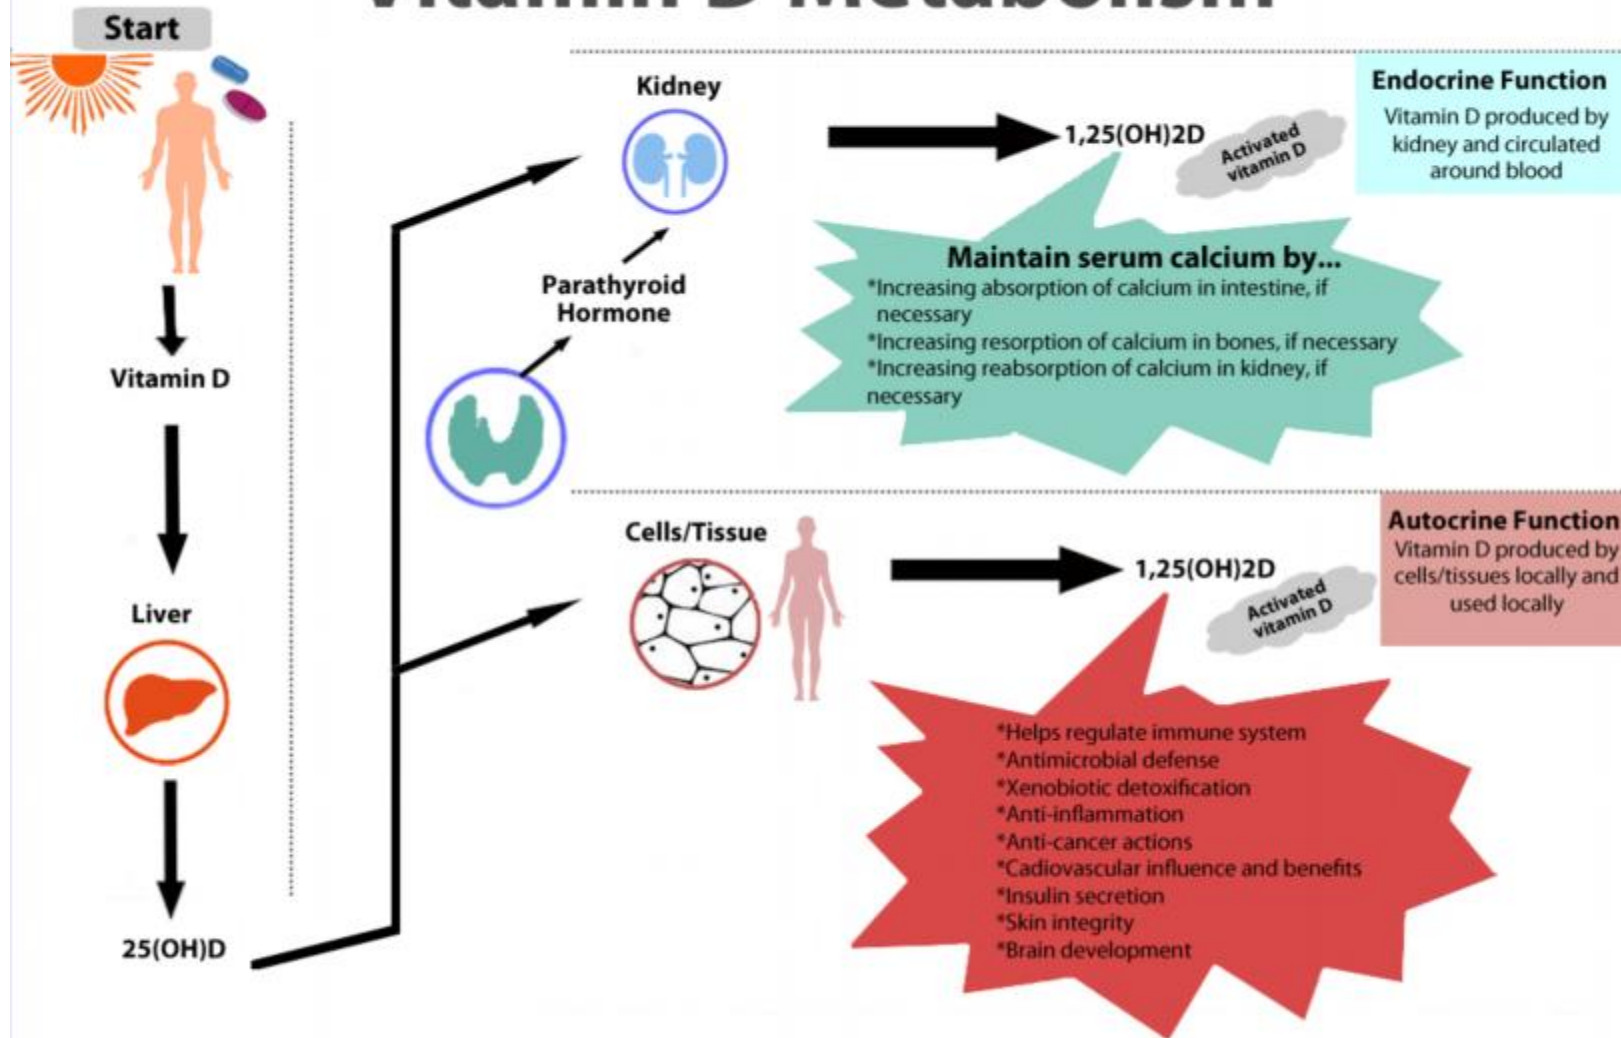 Vitamin D Metabolism
Start
Vitamin D
Liver
25(OH)D
Kidney
Parathyroid
Hormone
1,25(OH)2D
Activated
vitamin D
Endocrine Function
Vitamin D produced by
kidney and circulated
around blood
Maintain serum calcium by...
*Increasing absorption of calcium in intestine, if
necessary
*Increasing resorption of calcium in bones, if necessary
*Increasing reabsorption of calcium in kidney, if
necessary
Cells/Tissue
1,25(OH)2D
Activated
vitamin D
Autocrine Function
Vitamin D produced by
cells/tissues locally and
used locally
*Helps regulate immune system
*Antimicrobial defense
*Xenobiotic detoxification
*Anti-inflammation
*Anti-cancer actions
*Cadiovascular influence and benefits
*Insulin secretion
*Skin integrity
*Brain development